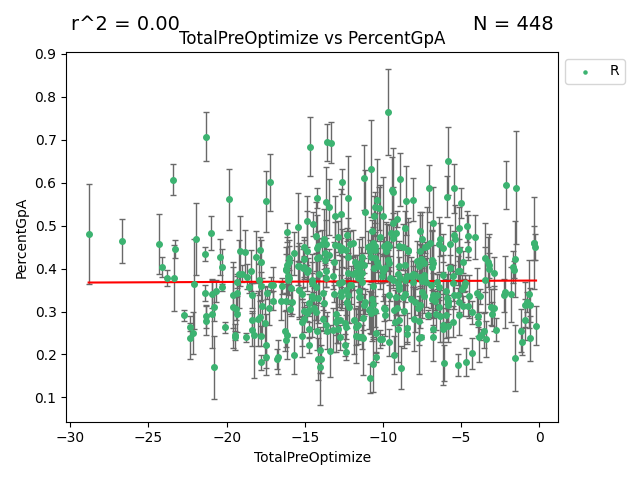 r^2 = 0.00
N = 448
TotalPreOptimize vs PercentGpA
R
PercentGpA
0.9
0.8
0.7
0.6
0.5
0.4
0.3
0.2
0.1
−30 −25 −20 −15 −10 −5 0
TotalPreOptimize